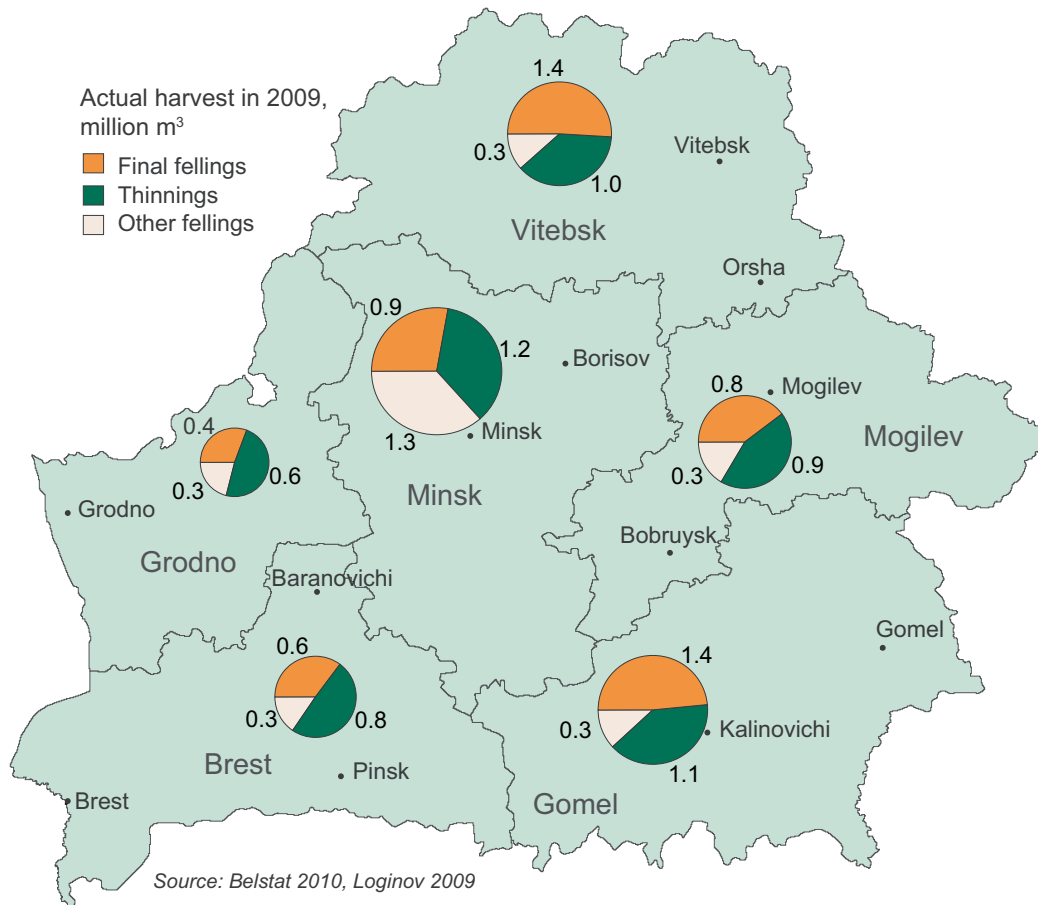 Actual harvest in 2009,
million m³
Final fellings
Thinnings
Other fellings
1.4
0.3
1.0
Vitebsk
Vitebsk
Orsha
0.9
1.2
1.3
Borisov
Minsk
Minsk
0.8
Mogilev
0.3
0.9
Mogilev
Bobruysk
0.4
0.3
0.6
Grodno
Grodno
Baranovichi
0.6
0.3
0.8
Brest
Pinsk
Brest
1.4
0.3
1.1
Kalinovichi
Gomel
Gomel
Source: Belstat 2010, Loginov 2009